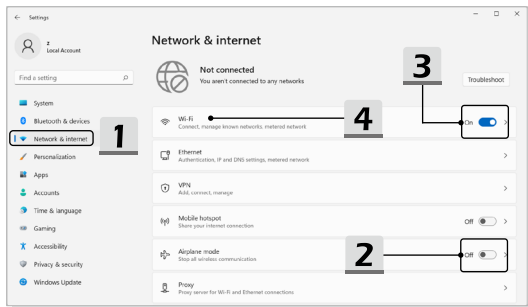 Settings
z
Local Account
Find a setting
System
Bluetooth & devices
Network & internet
Personalization
Apps
Accounts
Time & language
Gaming
Accessibility
Privacy & security
Windows Update
1
Network & internet
Not connected
You aren't connected to any networks
Troubleshoot
3
Wi-Fi
Connect, manage known networks, metered network
4
On
Ethernet
Authentication, IP and DNS settings, metered network
VPN
Add, connect, manage
Mobile hotspot
Share your internet connection
Off
Airplane mode
Stop all wireless communication
2
Off
Proxy
Proxy server for Wi-Fi and Ethernet connections